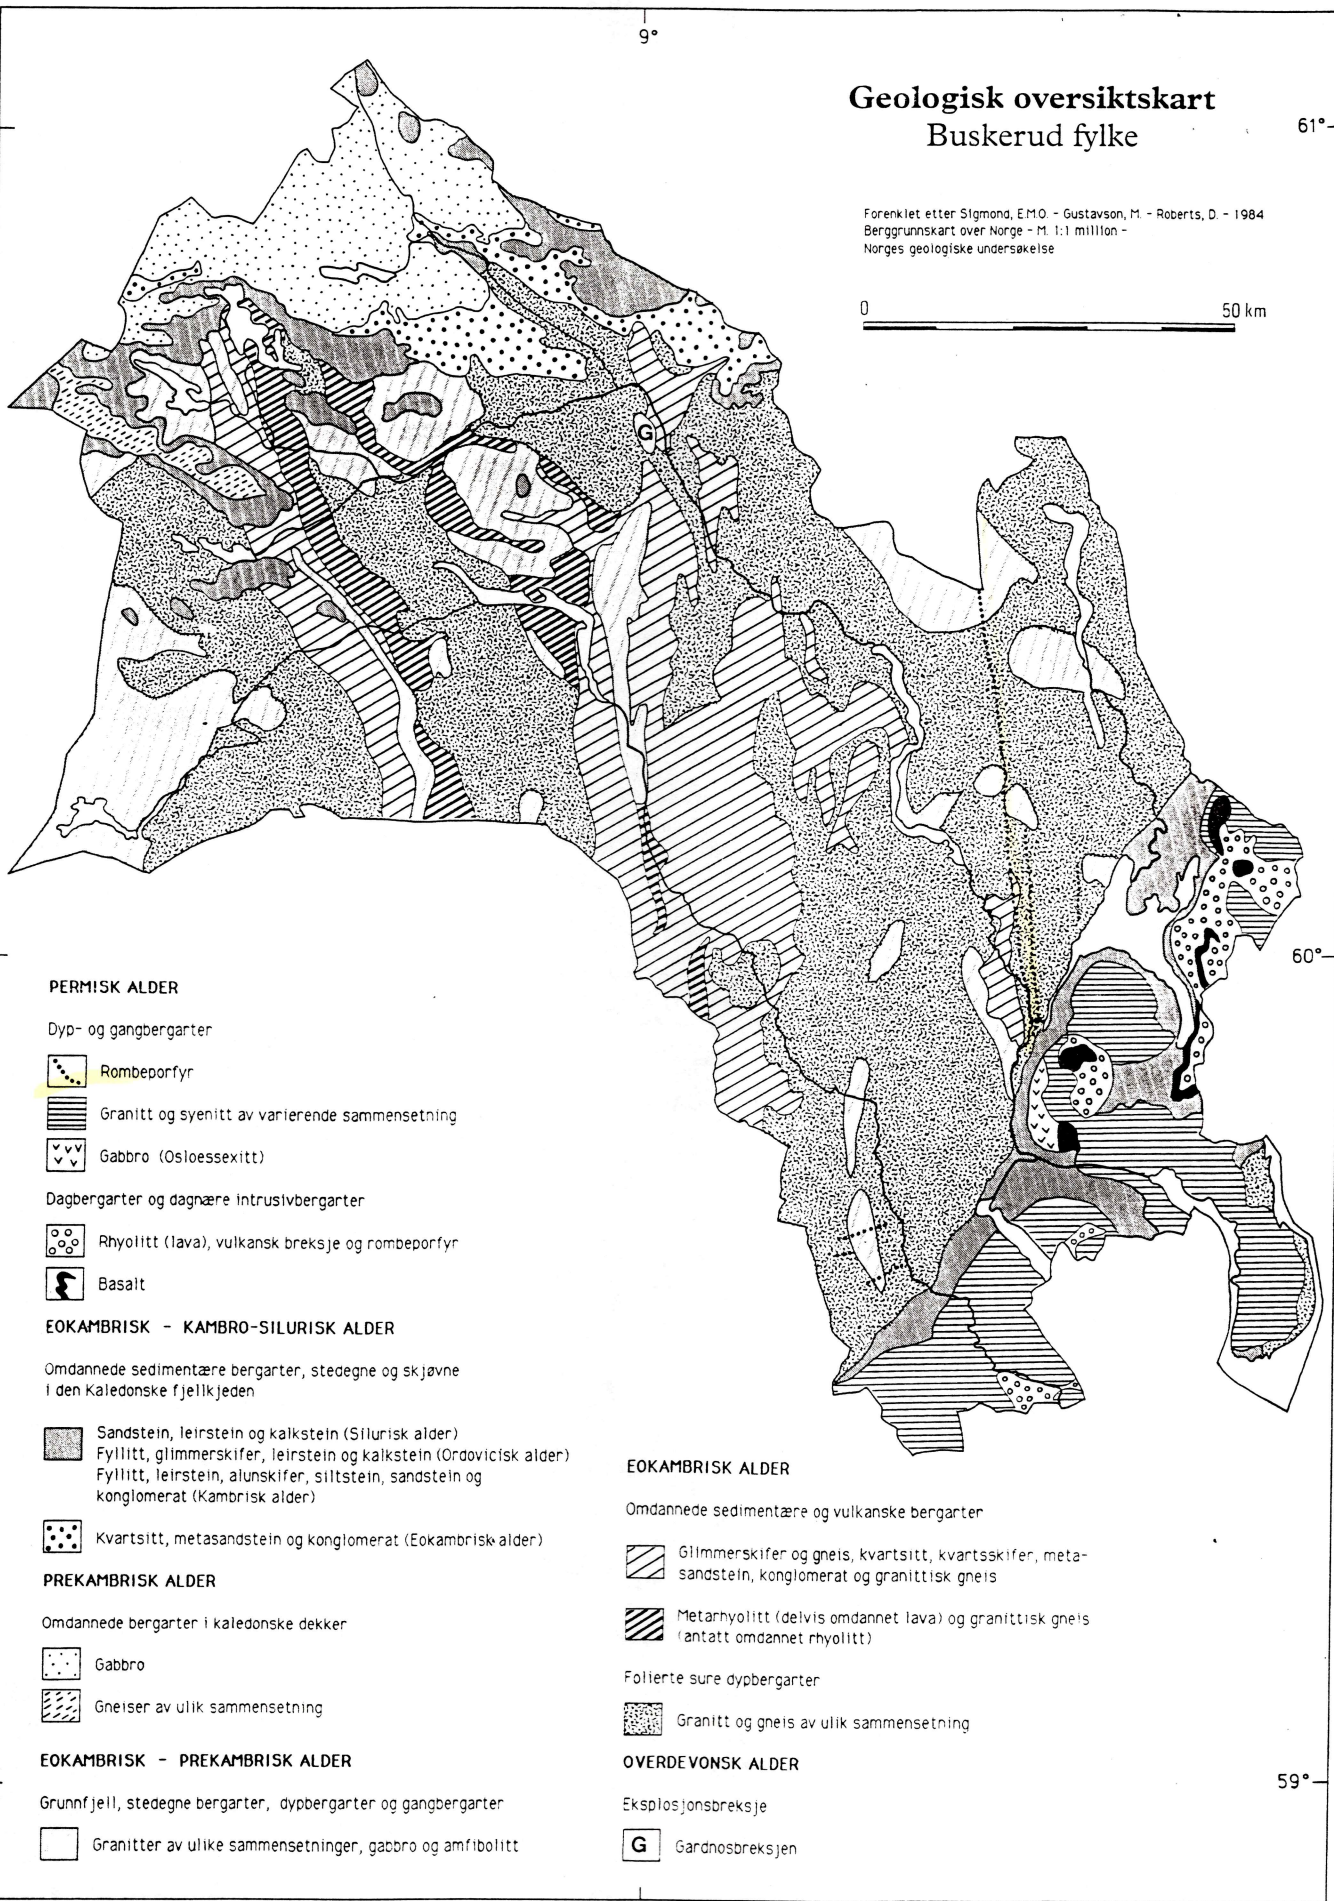 9°
Geologisk oversiktskart
Buskerud fylke
61°
Forenklet etter Sigmond, E.M.O. - Gustavson, M. - Roberts, D. - 1984
Berggrunnskart over Norge - M. 1:1 million -
Norges geologiske undersøkelse
0 50 km
G
60°
PERMISK ALDER
Dyp- og gangbergarter
Rombeporfyr
Granitt og syenitt av varierende sammensetning
Gabbro (Osloessexitt)
Dagbergarter og dagnære intrusivbergarter
Rhyolitt (lava), vulkansk breksje og rombeporfyr
Basalt
EOKAMBRISK - KAMBRO-SILURISK ALDER
Omdannede sedimentære bergarter, stedegne og skjøvne
i den Kaledonske fjellkjeden
Sandstein, leirstein og kalkstein (Silurisk alder)
Fyllitt, glimmerskifer, leirstein og kalkstein (Ordovicisk alder)
Fyllitt, leirstein, alunskifer, siltstein, sandstein og
konglomerat (Kambrisk alder)
Kvartsitt, metasandstein og konglomerat (Eokambrisk alder)
PREKAMBRISK ALDER
Omdannede bergarter i kaledonske dekker
Gabbro
Gneiser av ulik sammensetning
EOKAMBRISK - PREKAMBRISK ALDER
Grunnfjell, stedegne bergarter, dypbergarter og gangbergarter
Granitter av ulike sammensetninger, gabbro og amfibolitt
EOKAMBRISK ALDER
Omdannede sedimentære og vulkanske bergarter
Glimmerskifer og gneis, kvartsitt, kvartsskifer, meta-
sandstein, konglomerat og granittisk gneis
Metarhyolitt (delvis omdannet lava) og granittisk gneis
(antatt omdannet rhyolitt)
Folierte sure dypbergarter
Granitt og gneis av ulik sammensetning
OVERDEVONSK ALDER
59°
Eksplosjonsbreksje
G Gardnosbreksjen